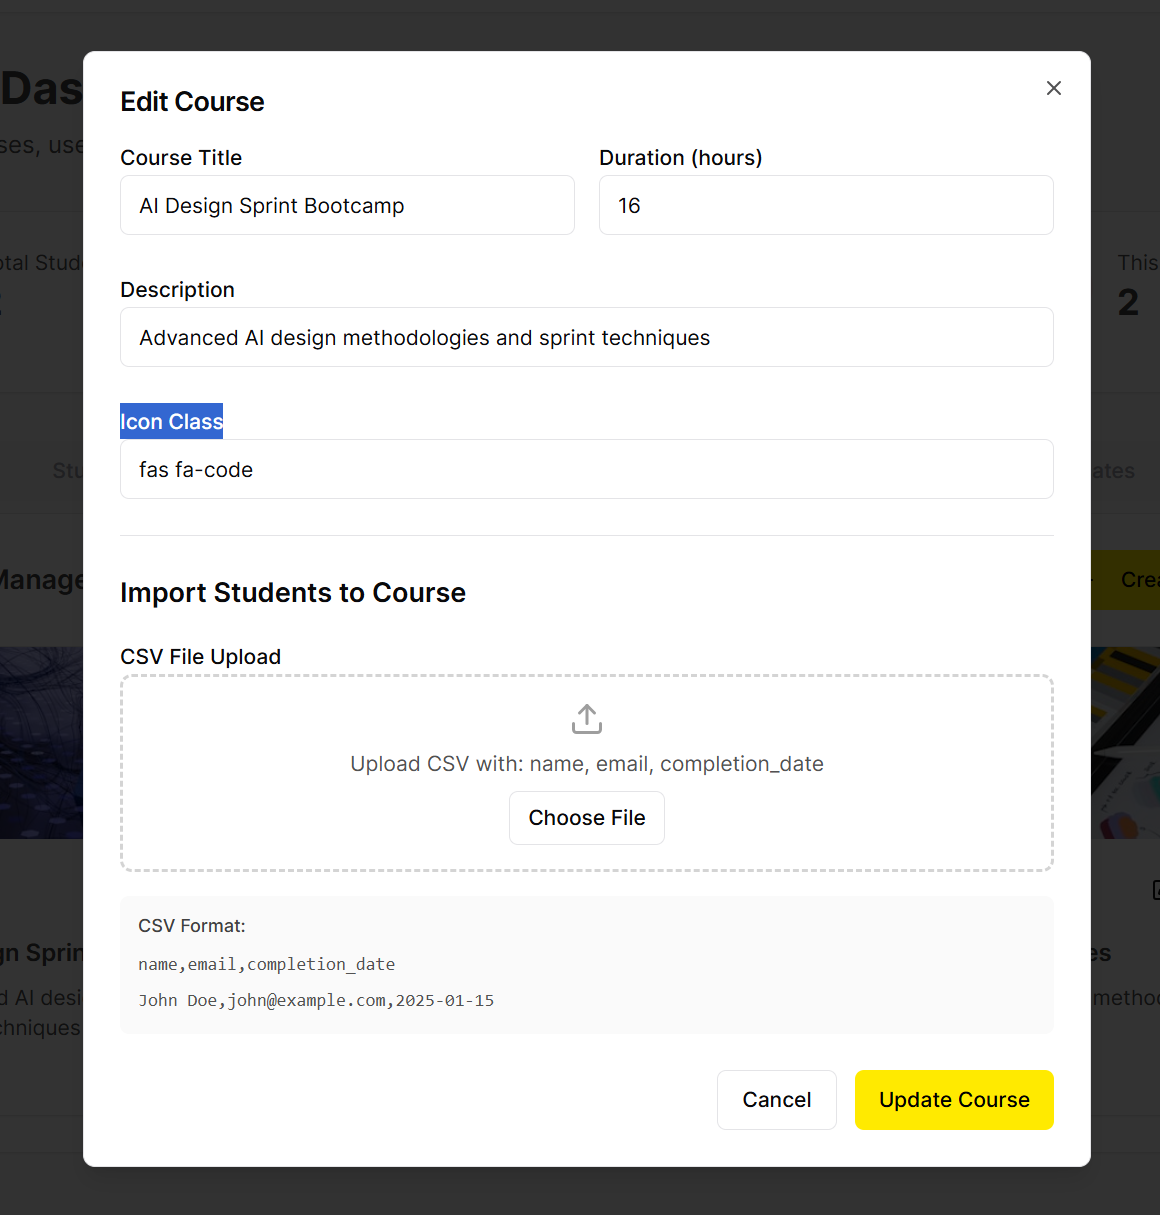 Das
ses, use
Edit Course
Course Title
Duration (hours)
AI Design Sprint Bootcamp
16
otal Stud
This
2
Description
Advanced AI design methodologies and sprint techniques
Icon Class
fas fa-code
Stu
ates
Manage
Crea
Import Students to Course
CSV File Upload
Upload CSV with: name, email, completion_date
Choose File
CSV Format:
name,email,completion_date
John Doe,john@example.com,2025-01-15
gn Sprin
es
d AI desi
methoc
chniques
Cancel
Update Course